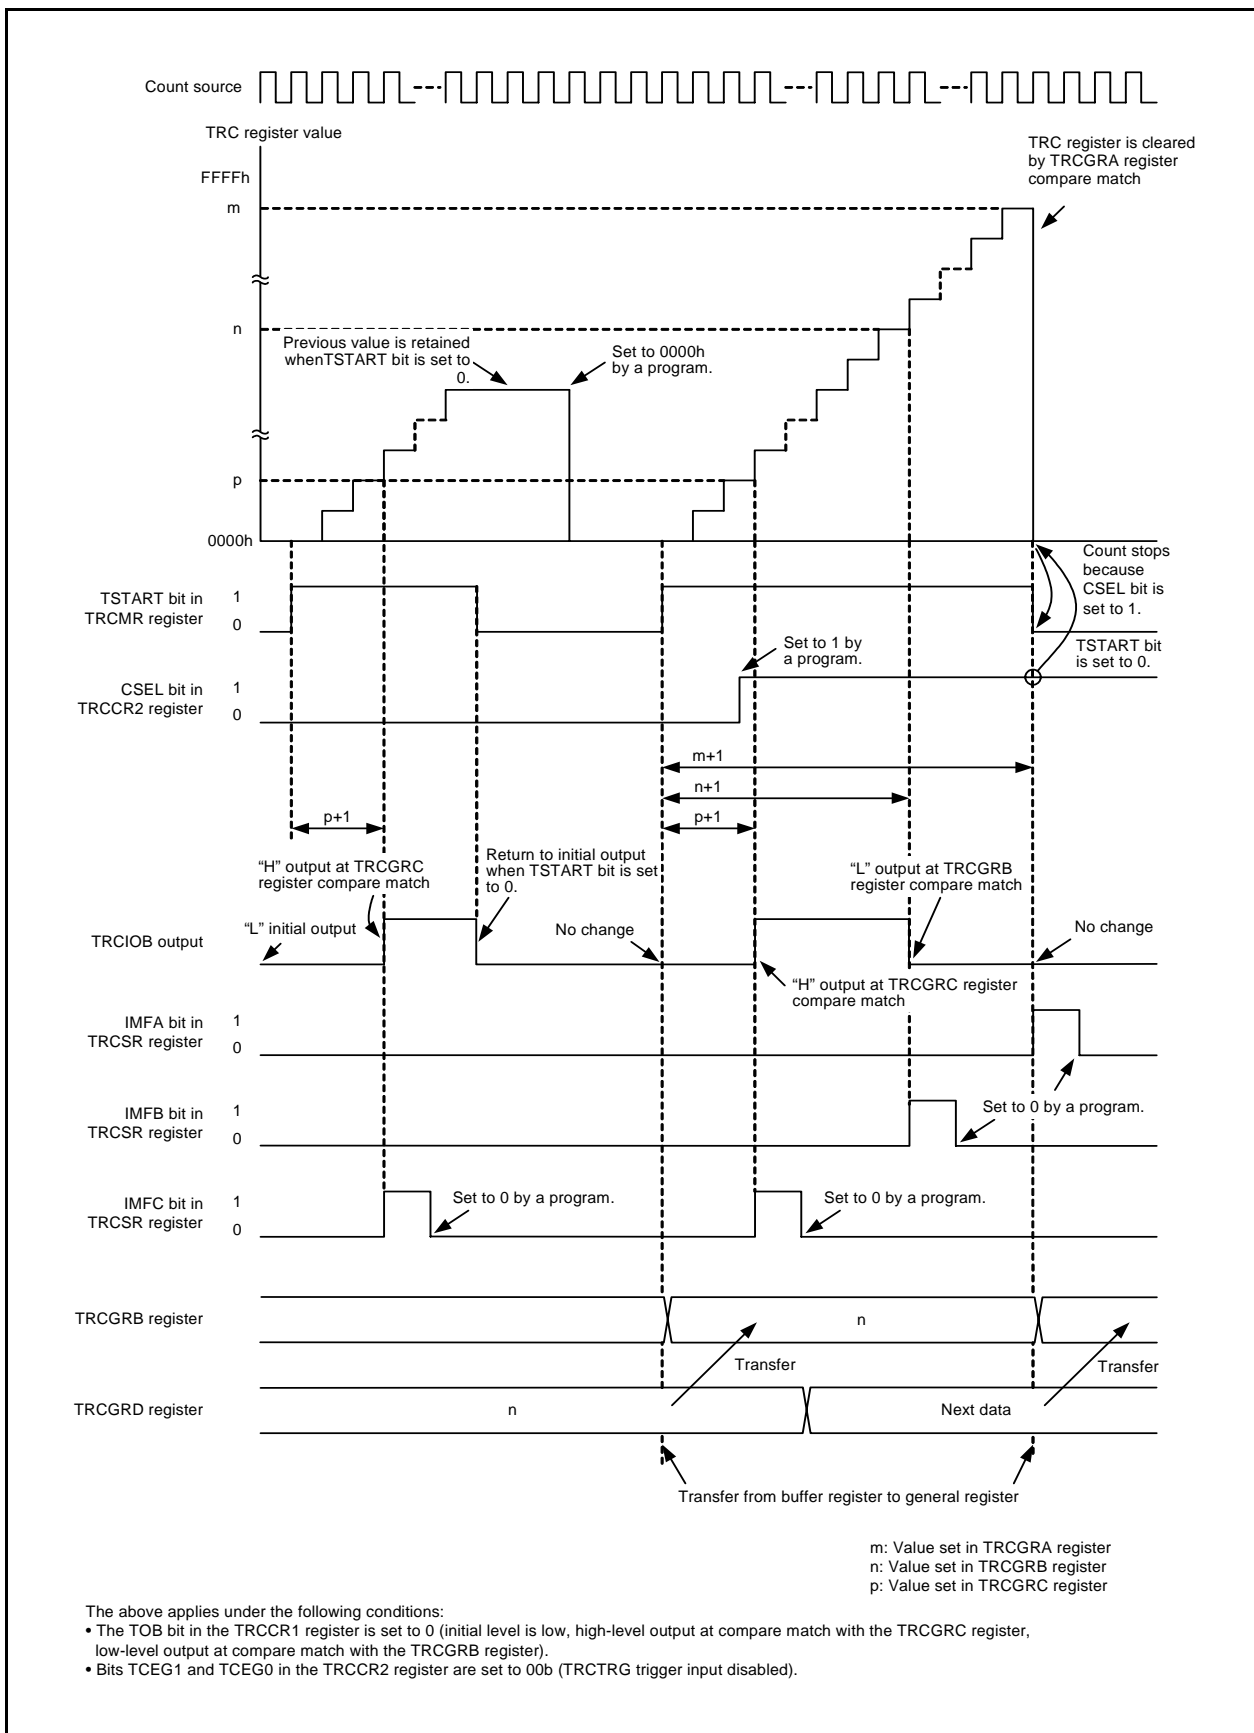 Count source
TRC register value
TRC register is cleared
by TRCGRA register
compare match
FFFFh
m
n
Previous value is retained
whenTSTART bit is set to
0.
Set to 0000h
by a program.
p
0000h
Count stops
because
CSEL bit is
set to 1.
TSTART bit in
TRCMR register
1
0
TSTART bit
is set to 0.
Set to 1 by
a program.
CSEL bit in
TRCCR2 register
1
0
m+1
n+1
p+1
p+1
“H” output at TRCGRC
register compare match
Return to initial output
when TSTART bit is set
to 0.
“L” output at TRCGRB
register compare match
“L” initial output
No change
No change
TRCIOB output
“H” output at TRCGRC register
compare match
IMFA bit in
TRCSR register
1
0
Set to 0 by a program.
IMFB bit in
TRCSR register
1
0
IMFC bit in
TRCSR register
1
0
Set to 0 by a program.
Set to 0 by a program.
TRCGRB register
n
Transfer
Transfer
TRCGRD register
n
Next data
Transfer from buffer register to general register
m: Value set in TRCGRA register
n: Value set in TRCGRB register
p: Value set in TRCGRC register
The above applies under the following conditions:
• The TOB bit in the TRCCR1 register is set to 0 (initial level is low, high-level output at compare match with the TRCGRC register,
low-level output at compare match with the TRCGRB register).
• Bits TCEG1 and TCEG0 in the TRCCR2 register are set to 00b (TRCTRG trigger input disabled).